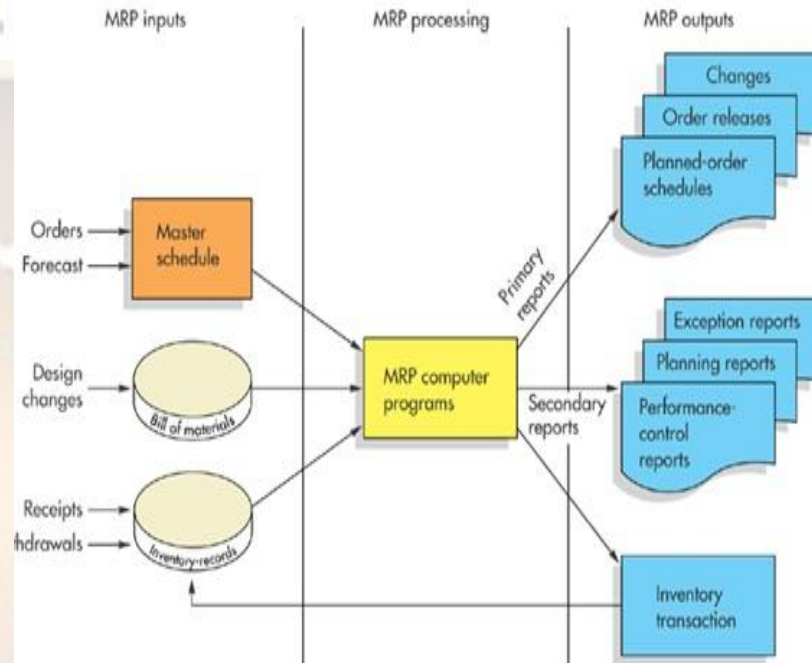 MRP inputs
MRP processing
MRP outputs
Changes
Order releases
Planned-order
schedules
Orders
Forecast
Master
schedule
Primary
reports
Exception reports
Planning reports
Performance-
control
reports
Design
changes
Bill of materials
MRP computer
programs
Secondary
reports
Receipts
thdrawals
Inventory-records
Inventory
transaction